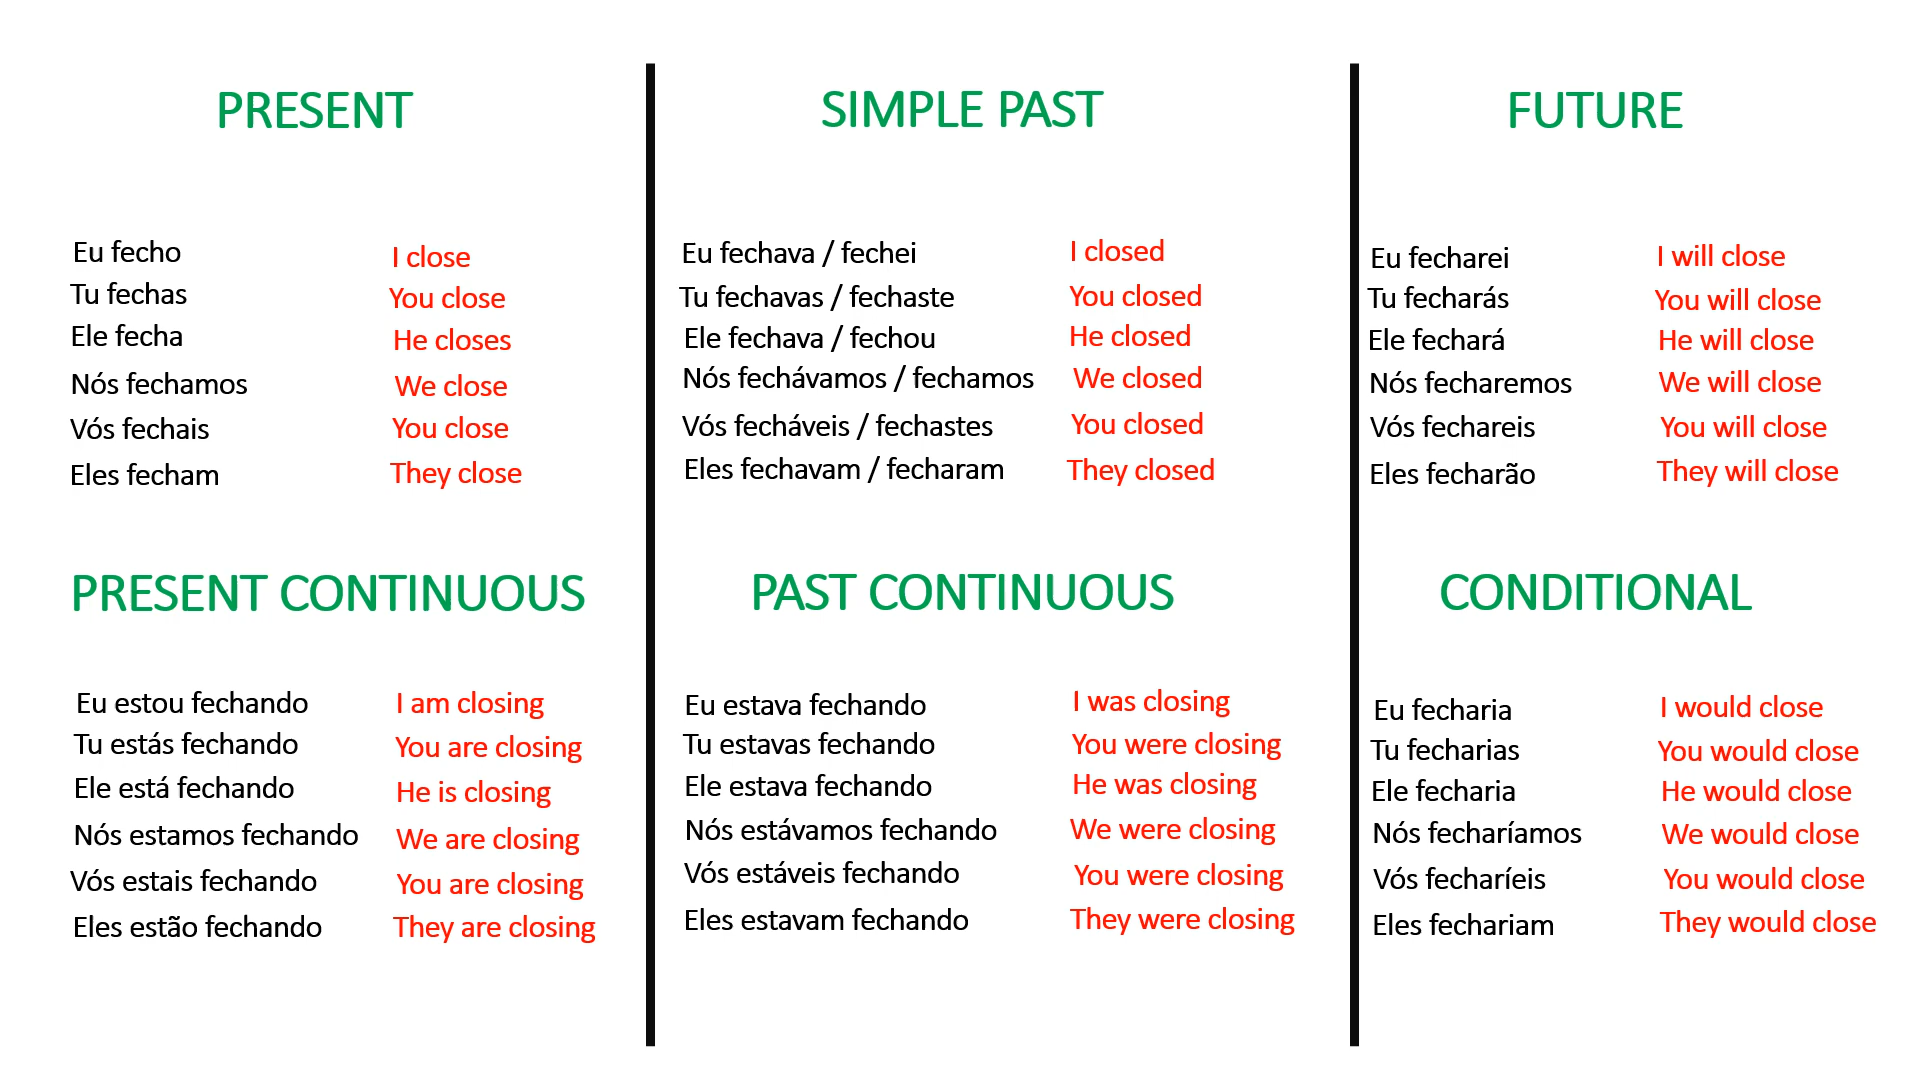 PRESENT
Eu fecho I close
Tu fechas You close
Ele fecha He closes
Nós fechamos We close
Vós fechais You close
Eles fecham They close
PRESENT CONTINUOUS
Eu estou fechando I am closing
Tu estás fechando You are closing
Ele está fechando He is closing
Nós estamos fechando We are closing
Vós estais fechando You are closing
Eles estão fechando They are closing
SIMPLE PAST
Eu fechava / fechei I closed
Tu fechavas / fechaste You closed
Ele fechava / fechou He closed
Nós fechávamos / fechamos We closed
Vós fecháveis / fechastes You closed
Eles fechavam / fecharam They closed
PAST CONTINUOUS
Eu estava fechando I was closing
Tu estavas fechando You were closing
Ele estava fechando He was closing
Nós estávamos fechando We were closing
Vós estáveis fechando You were closing
Eles estavam fechando They were closing
FUTURE
Eu fecharei I will close
Tu fecharás You will close
Ele fechará He will close
Nós fecharemos We will close
Vós fechareis You will close
Eles fecharão They will close
CONDITIONAL
Eu fecharia I would close
Tu fecharias You would close
Ele fecharia He would close
Nós fecharíamos We would close
Vós fecharíeis You would close
Eles fechariam They would close